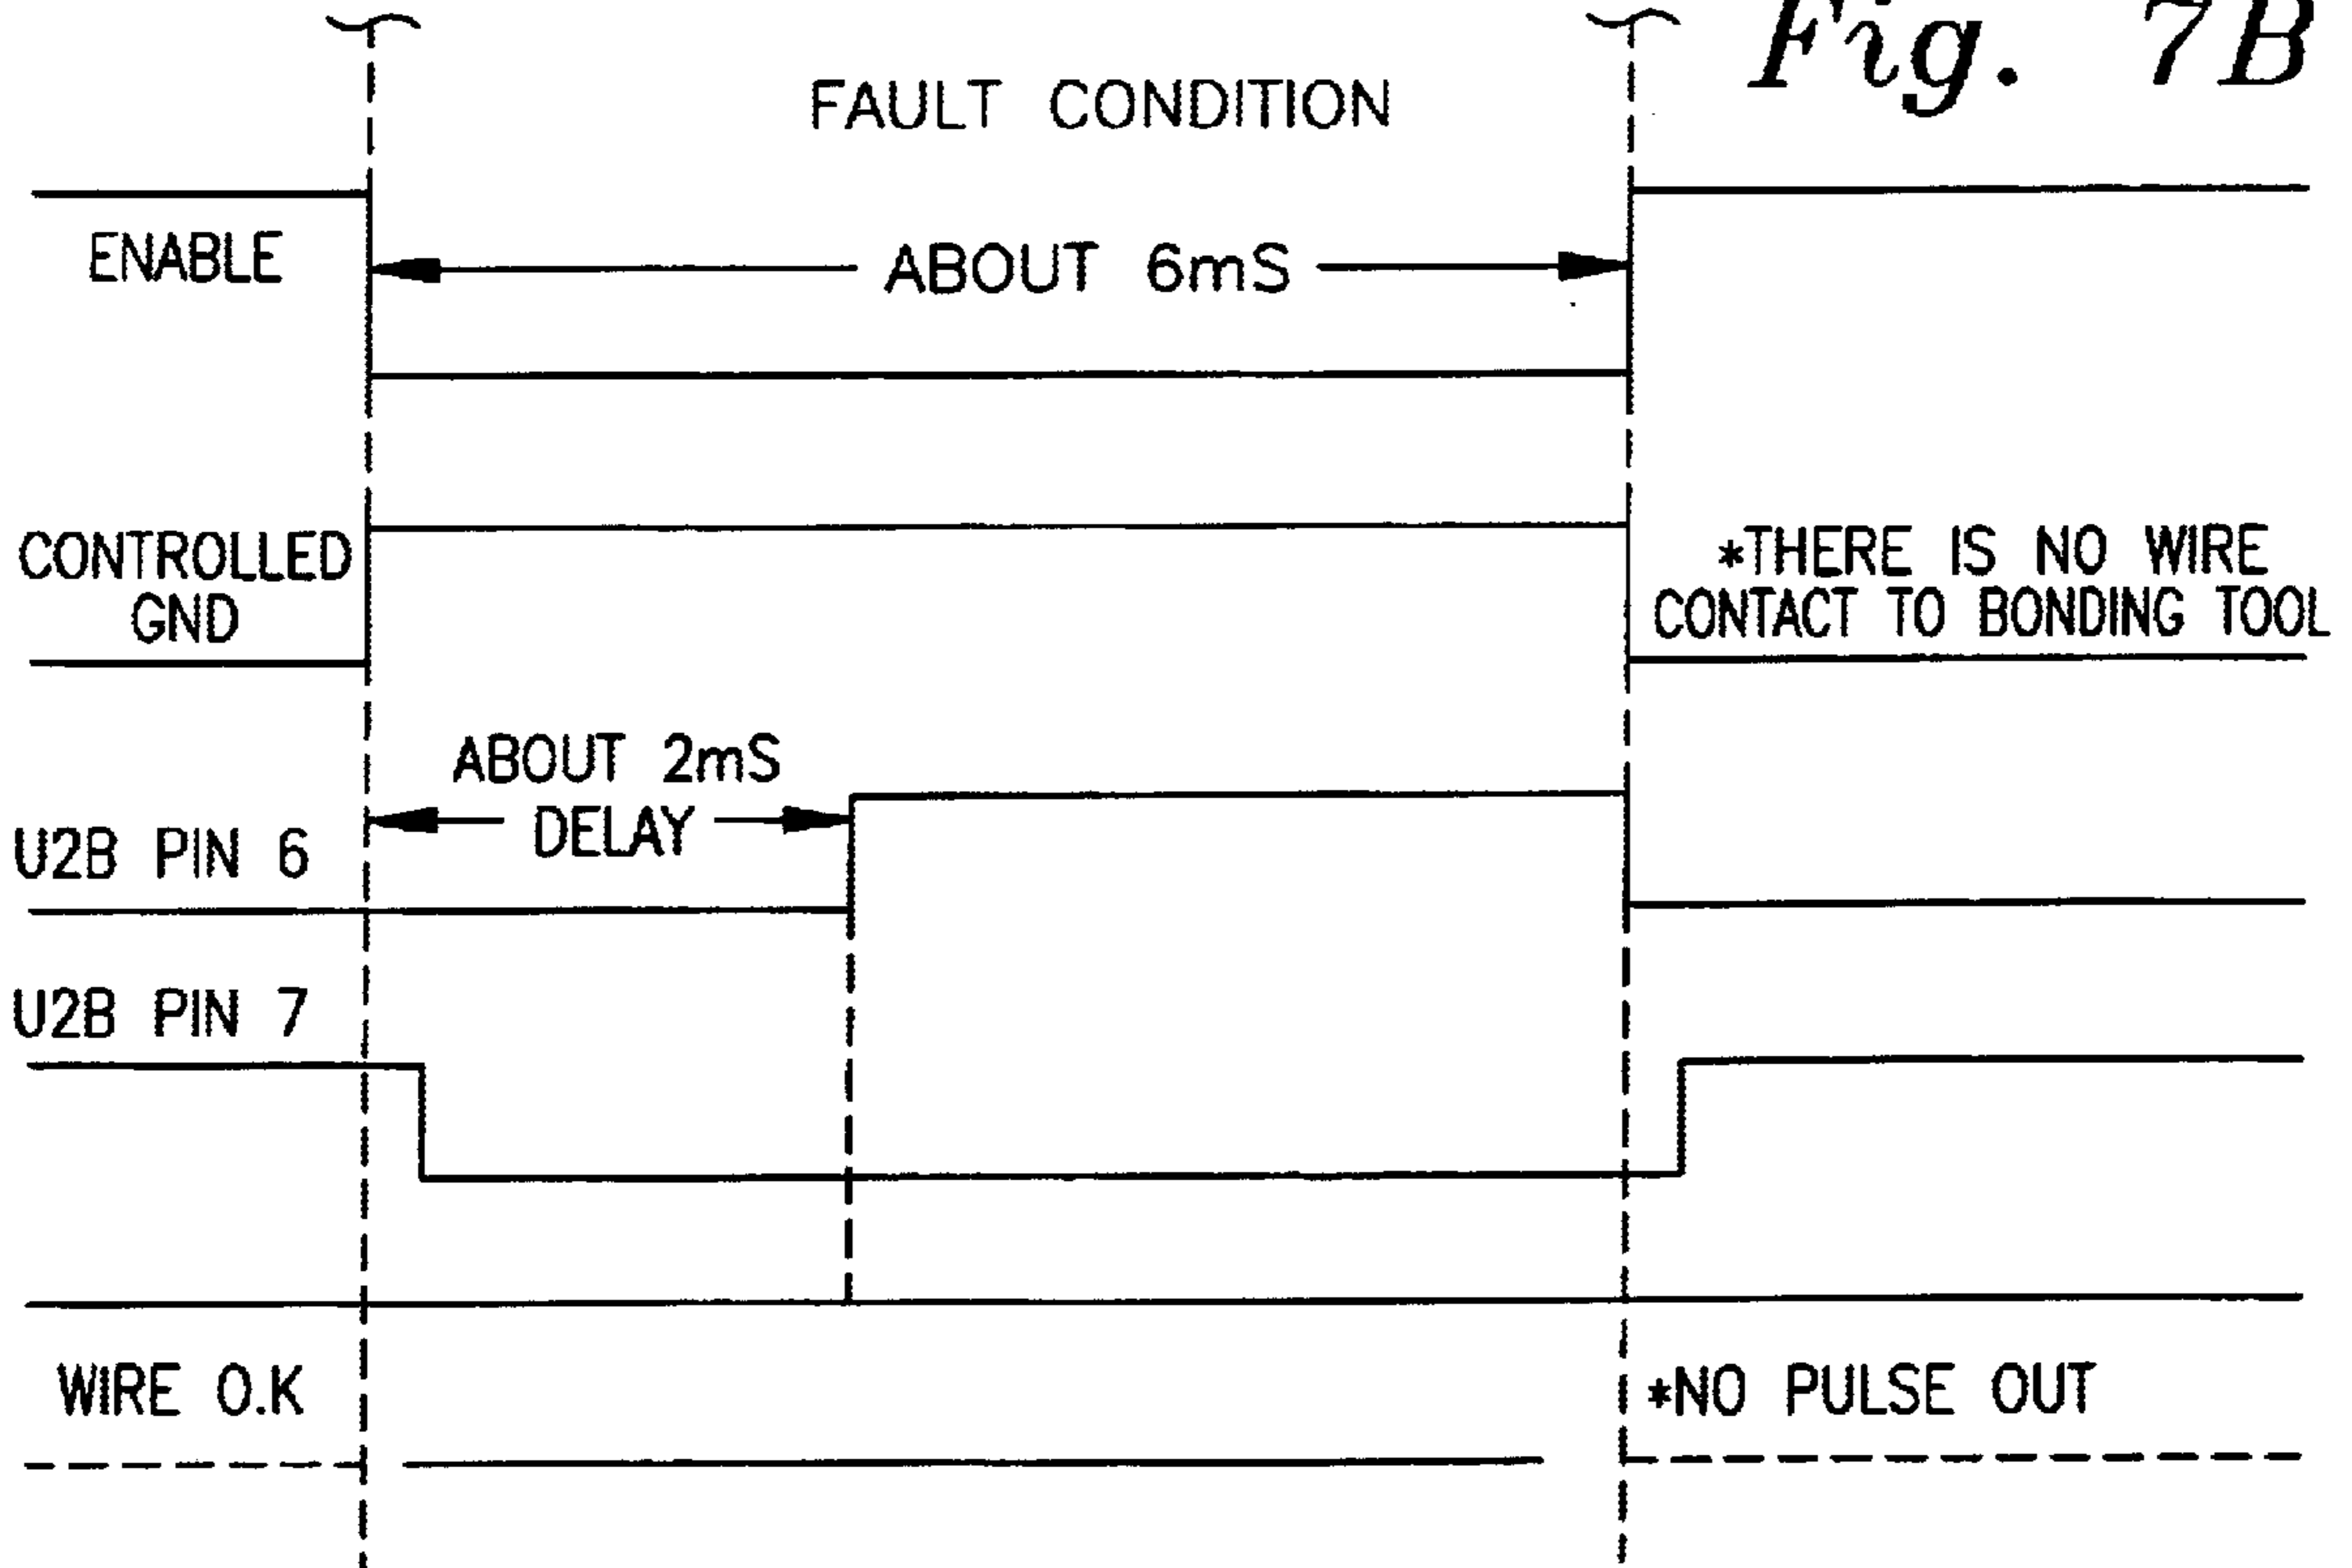 Fig. 7B
FAULT CONDITION
ENABLE
ABOUT 6mS
CONTROLLED
GND
*THERE IS NO WIRE
CONTACT TO BONDING TOOL
ABOUT 2mS
DELAY
U2B PIN 6
U2B PIN 7
WIRE O.K
*NO PULSE OUT